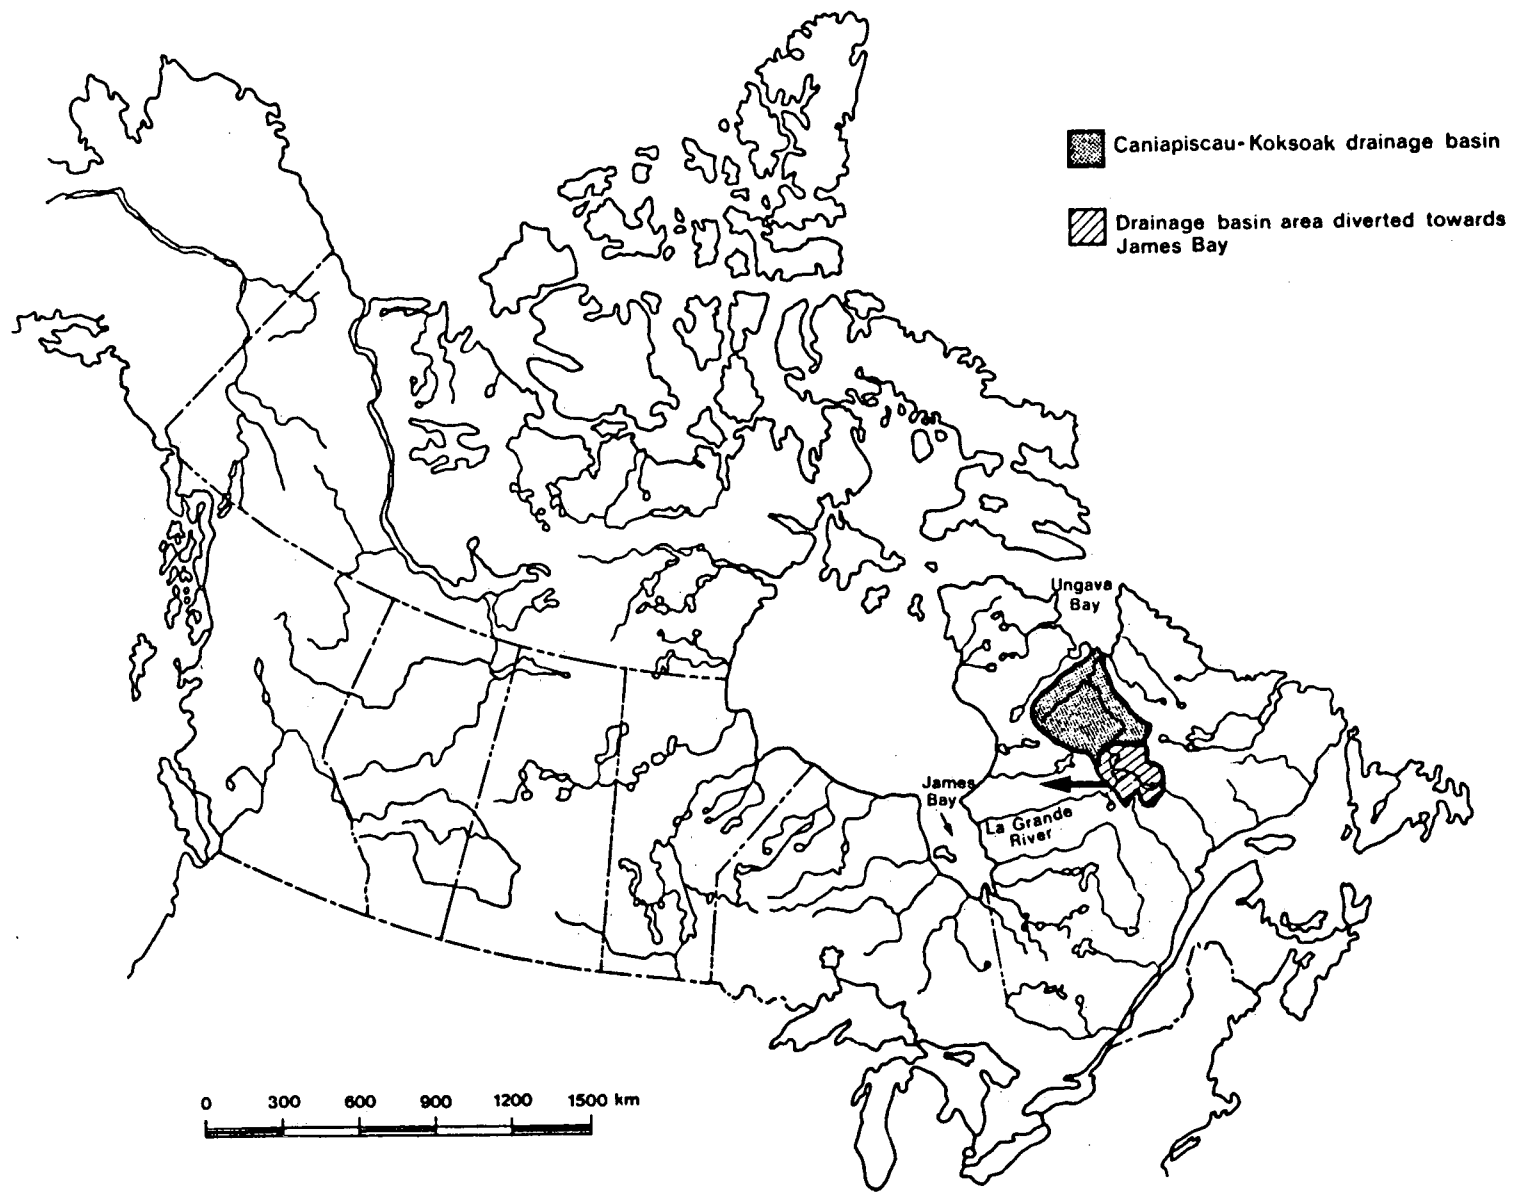 Caniapiscau-Koksoak drainage basin
Drainage basin area diverted towards
James Bay
Ungava
Bay
James
Bay
La Grande
River
0 300 600 900 1200 1500 km